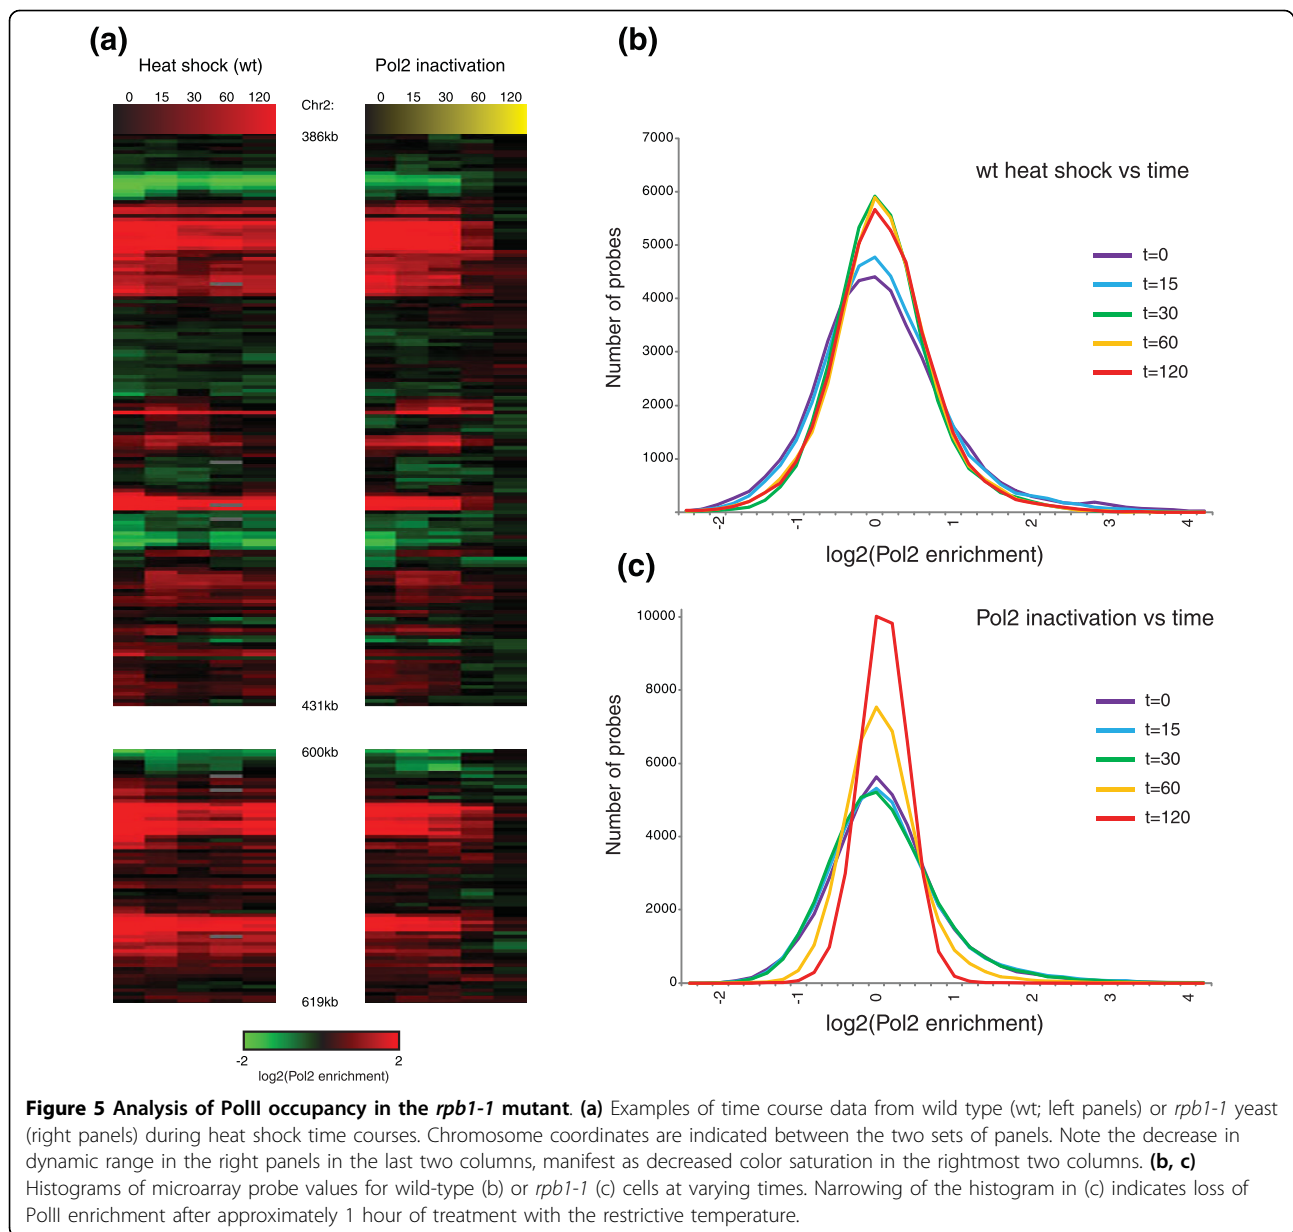 (a)
Heat shock (wt)
0 15 30 60 120
Chr2:
Pol2 inactivation
0 15 30 60 120
386kb
431kb
600kb
619kb
-2 2
log2(Pol2 enrichment)
(b)
wt heat shock vs time
Number of probes
7000
6000
5000
4000
3000
2000
1000
-2 -1 0 1 2 3 4
log2(Pol2 enrichment)
t=0
t=15
t=30
t=60
t=120
(c)
Pol2 inactivation vs time
Number of probes
10000
8000
6000
4000
2000
0
-2 -1 0 1 2 3 4
log2(Pol2 enrichment)
t=0
t=15
t=30
t=60
t=120
Figure 5 Analysis of PolII occupancy in the rpb1-1 mutant. (a) Examples of time course data from wild type (wt; left panels) or rpb1-1 yeast
(right panels) during heat shock time courses. Chromosome coordinates are indicated between the two sets of panels. Note the decrease in
dynamic range in the right panels in the last two columns, manifest as decreased color saturation in the rightmost two columns. (b, c)
Histograms of microarray probe values for wild-type (b) or rpb1-1 (c) cells at varying times. Narrowing of the histogram in (c) indicates loss of
PolII enrichment after approximately 1 hour of treatment with the restrictive temperature.